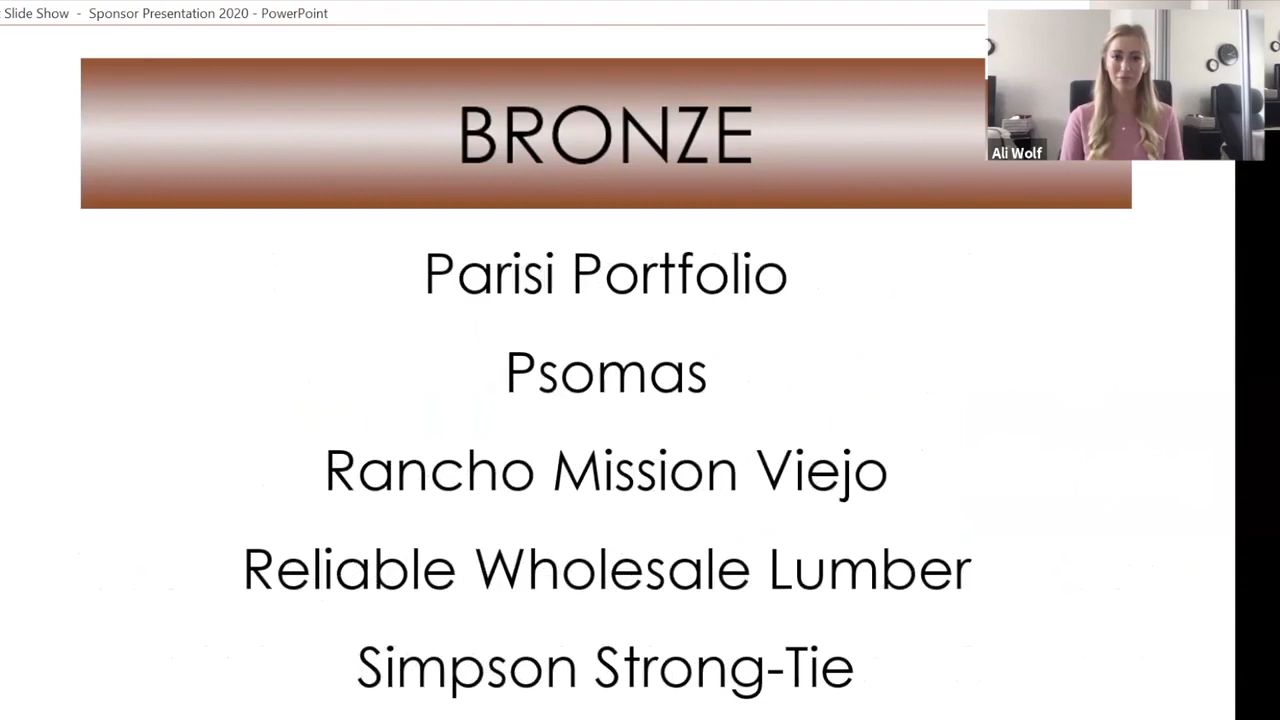 Slide Show - Sponsor Presentation 2020 - PowerPoint
BRONZE
Ali Wolf
Parisi Portfolio
Psomas
Rancho Mission Viejo
Reliable Wholesale Lumber
Simpson Strong-Tie